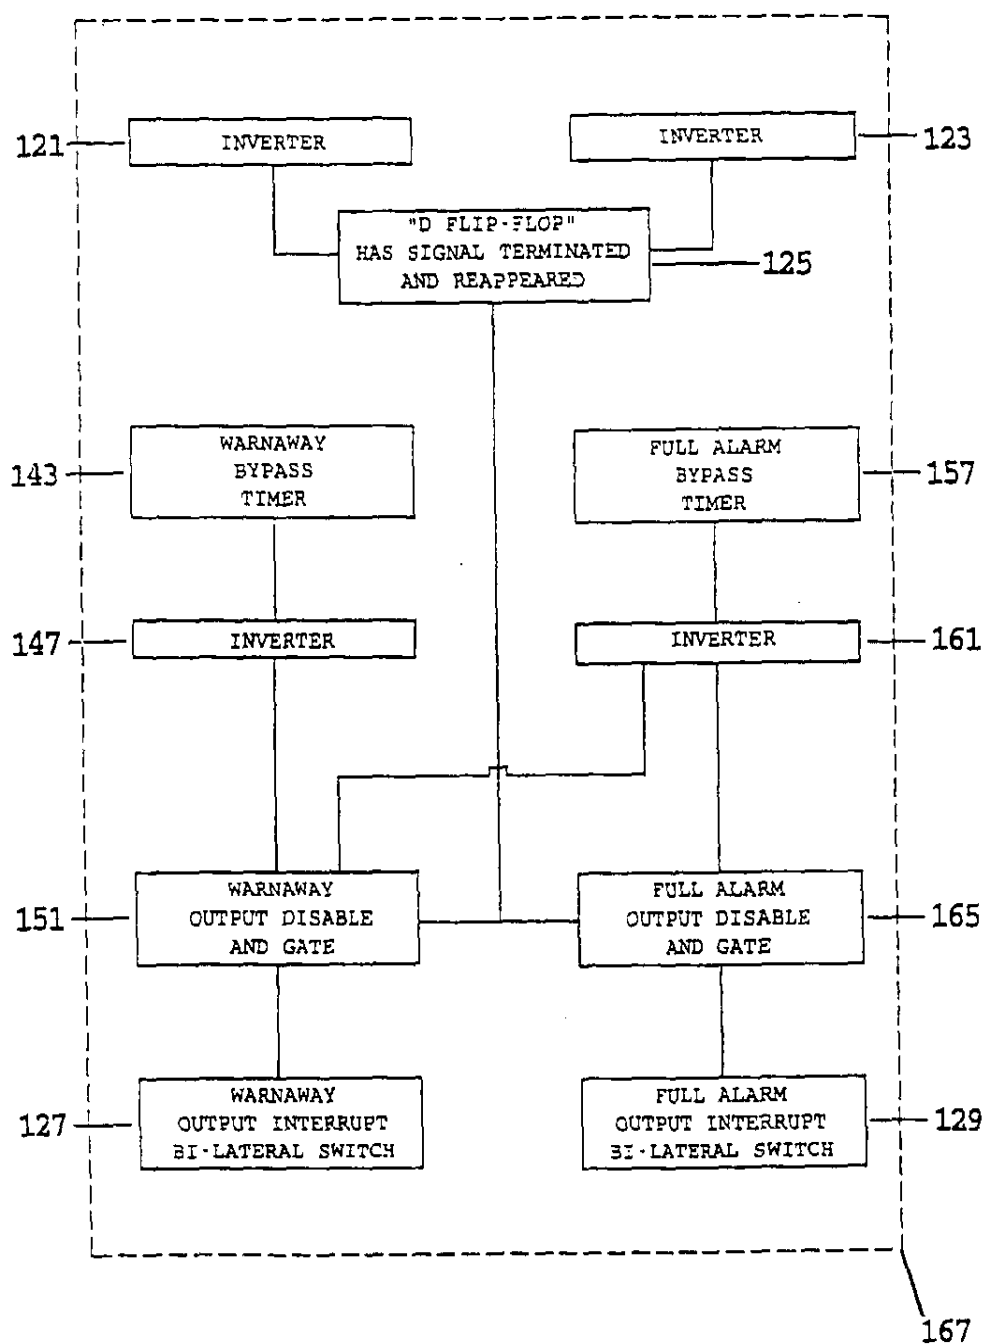 121
INVERTER
INVERTER
123
"D FLIP-FLOP"
HAS SIGNAL TERMINATED
AND REAPPEARED
125
143
WARNAWAY
BYPASS
TIMER
FULL ALARM
BYPASS
TIMER
157
147
INVERTER
INVERTER
161
151
WARNAWAY
OUTPUT DISABLE
AND GATE
FULL ALARM
OUTPUT DISABLE
AND GATE
165
127
WARNAWAY
OUTPUT INTERRUPT
BI-LATERAL SWITCH
FULL ALARM
OUTPUT INTERRUPT
BI-LATERAL SWITCH
129
167